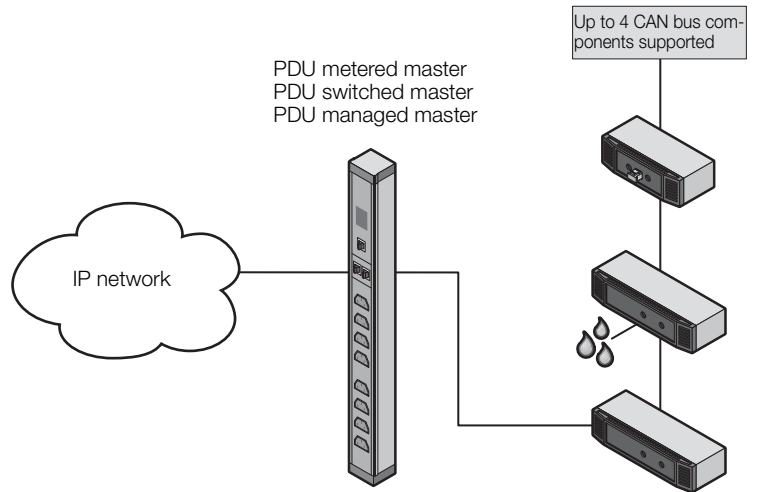 Up to 4 CAN bus com-
ponents supported
PDU metered master
PDU switched master
PDU managed master
IP network